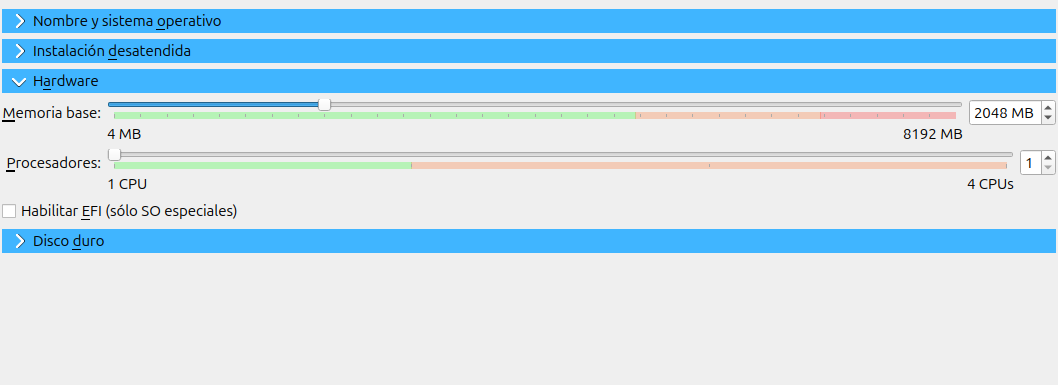 Nombre y sistema operativo
Instalación desatendida
Hardware
Memoria base: 2048 MB
4 MB 8192 MB
Procesadores: 1
1 CPU 4 CPUs
Habilitar EFI (sólo SO especiales)
Disco duro